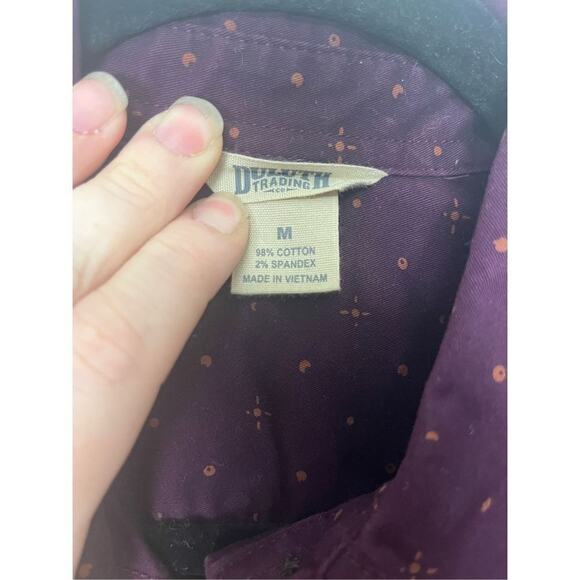 DULUTH
TRADING
CO
M
98% COTTON
2% SPANDEX
MADE IN VIETNAM